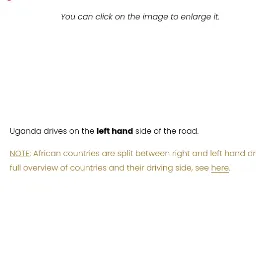 You can click on the image to enlarge it.
Uganda drives on the left hand side of the road.
NOTE: African countries are split between right and left hand dr
full overview of countries and their driving side, see here.